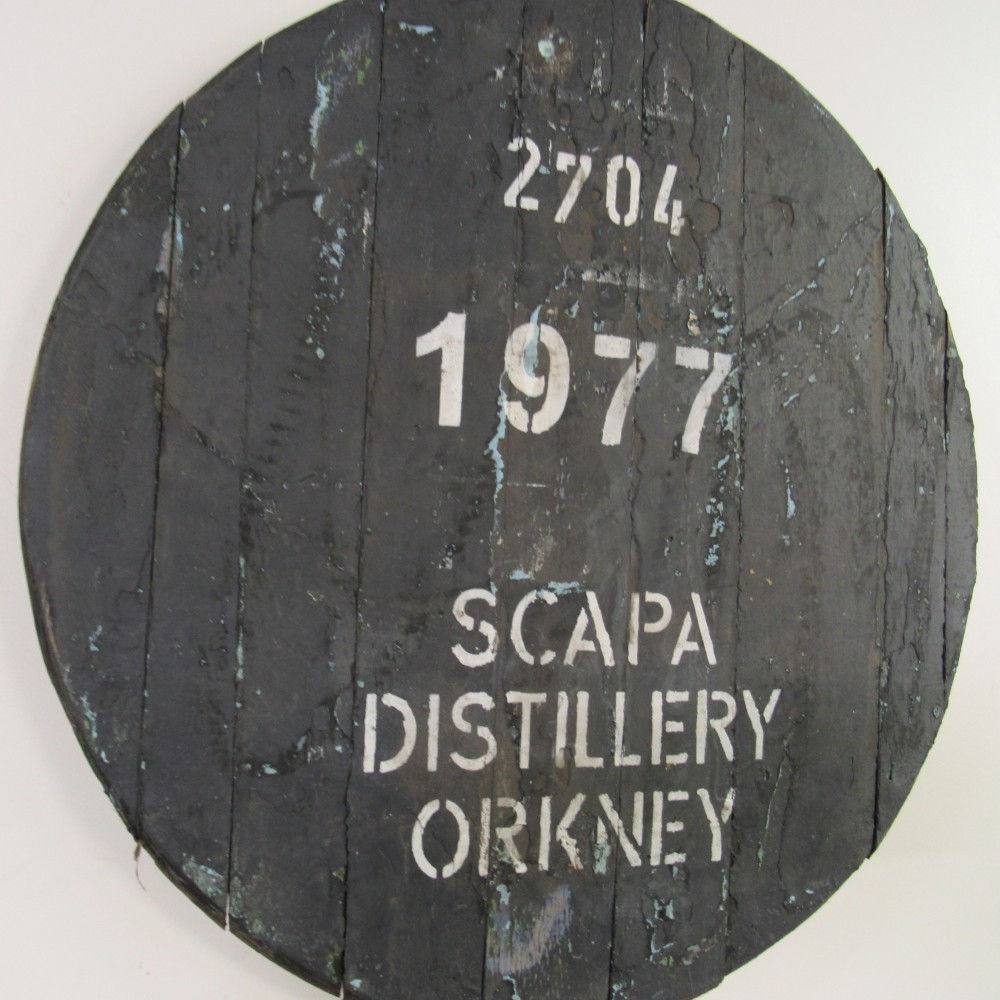 2704
1977
SCAPA
DISTILLERY
ORKNEY